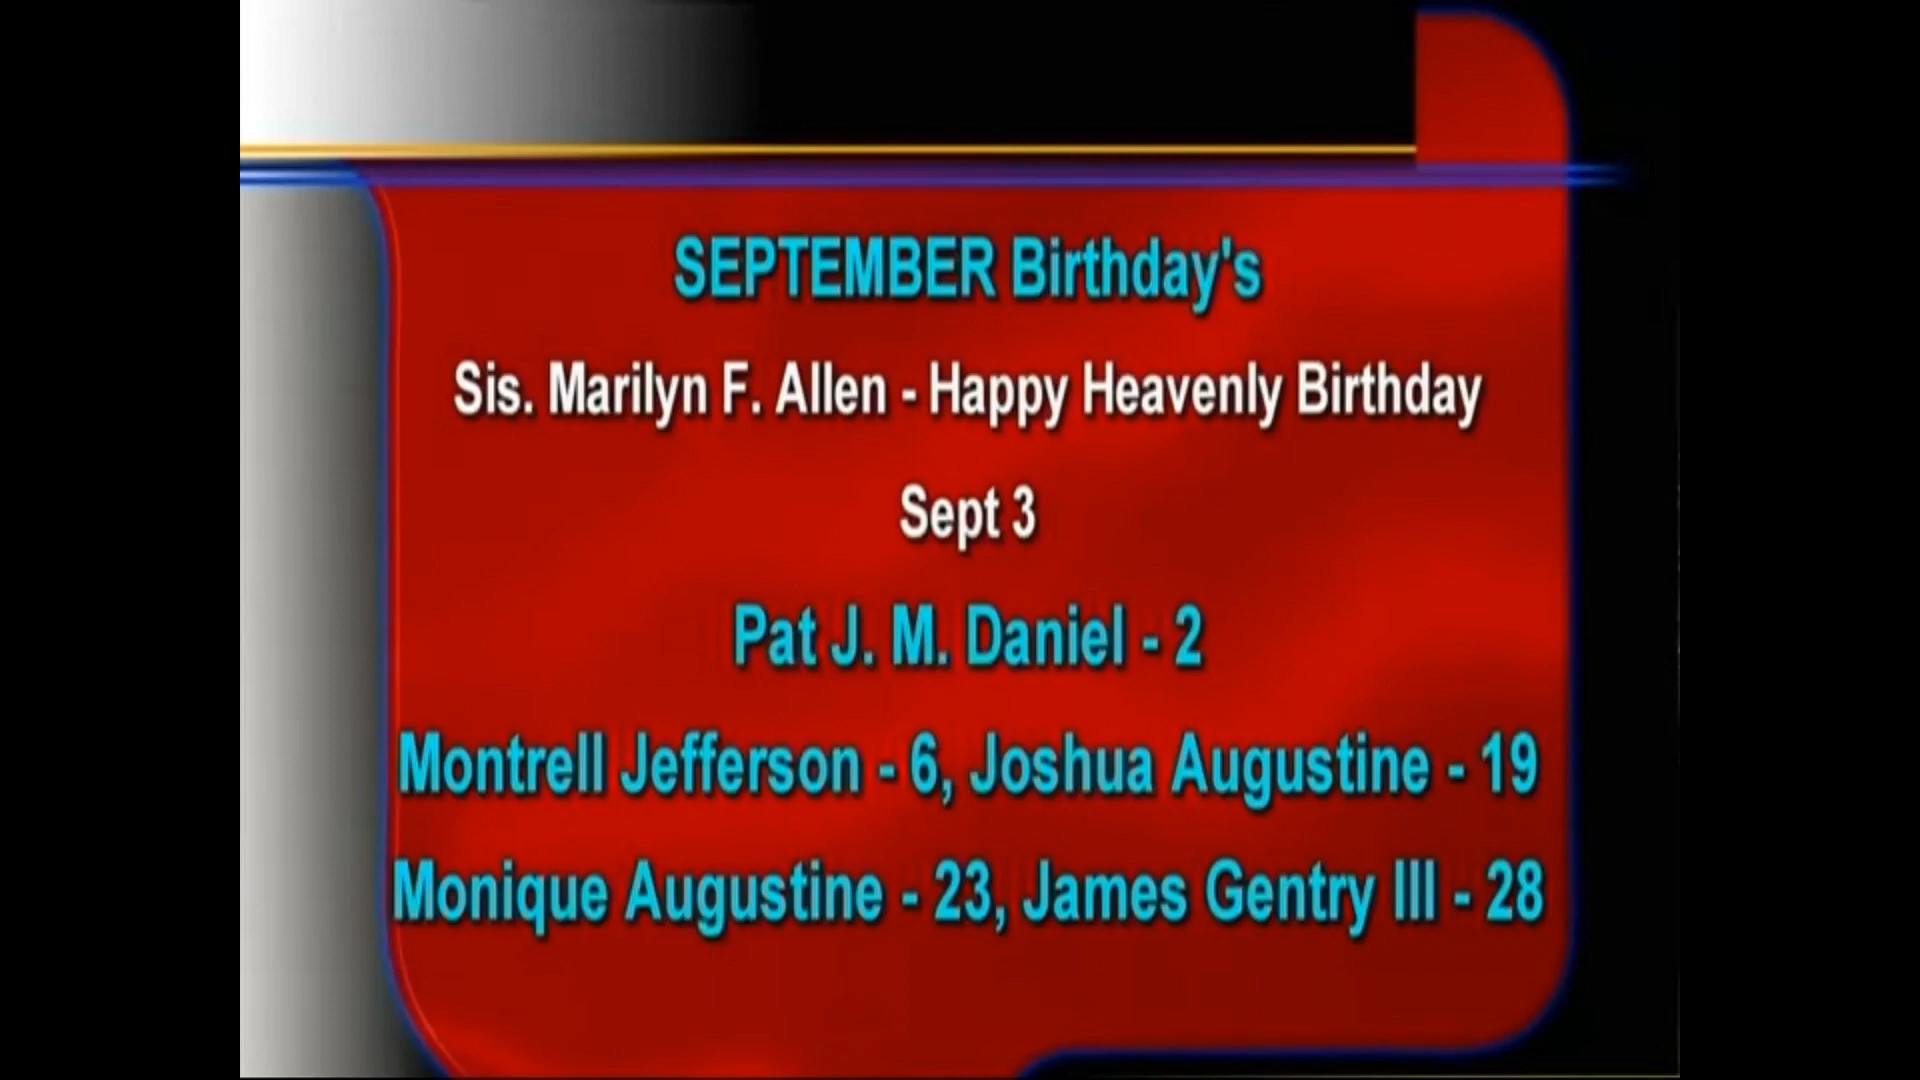 SEPTEMBER Birthday's
Sis. Marilyn F. Allen - Happy Heavenly Birthday
Sept 3
Pat J. M. Daniel - 2
Montrell Jefferson - 6, Joshua Augustine - 19
Monique Augustine - 23, James Gentry III - 28